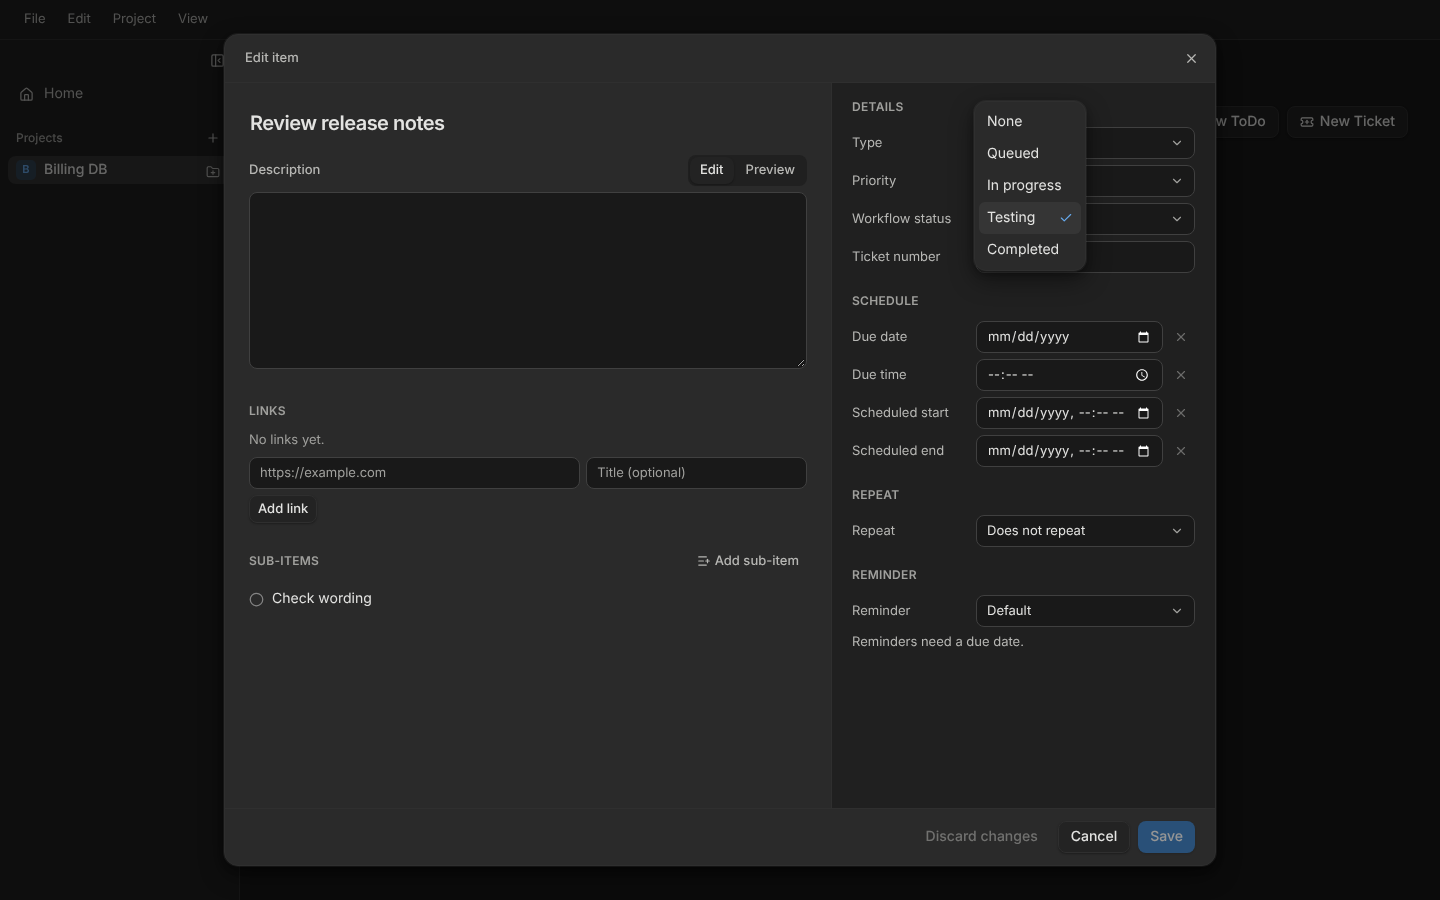 File Edit Project View
Edit item
Home
Projects
B Billing DB
w ToDo
New Ticket
Review release notes
Description
Edit Preview
LINKS
No links yet.
https://example.com
Title (optional)
Add link
SUB-ITEMS
Add sub-item
Check wording
DETAILS
Type
Priority
Workflow status
Ticket number
None
Queued
In progress
Testing
Completed
SCHEDULE
Due date mm/dd/yyyy
Due time --:-- --
Scheduled start mm/dd/yyyy, --:-- --
Scheduled end mm/dd/yyyy, --:-- --
REPEAT
Repeat Does not repeat
REMINDER
Reminder Default
Reminders need a due date.
Discard changes Cancel Save